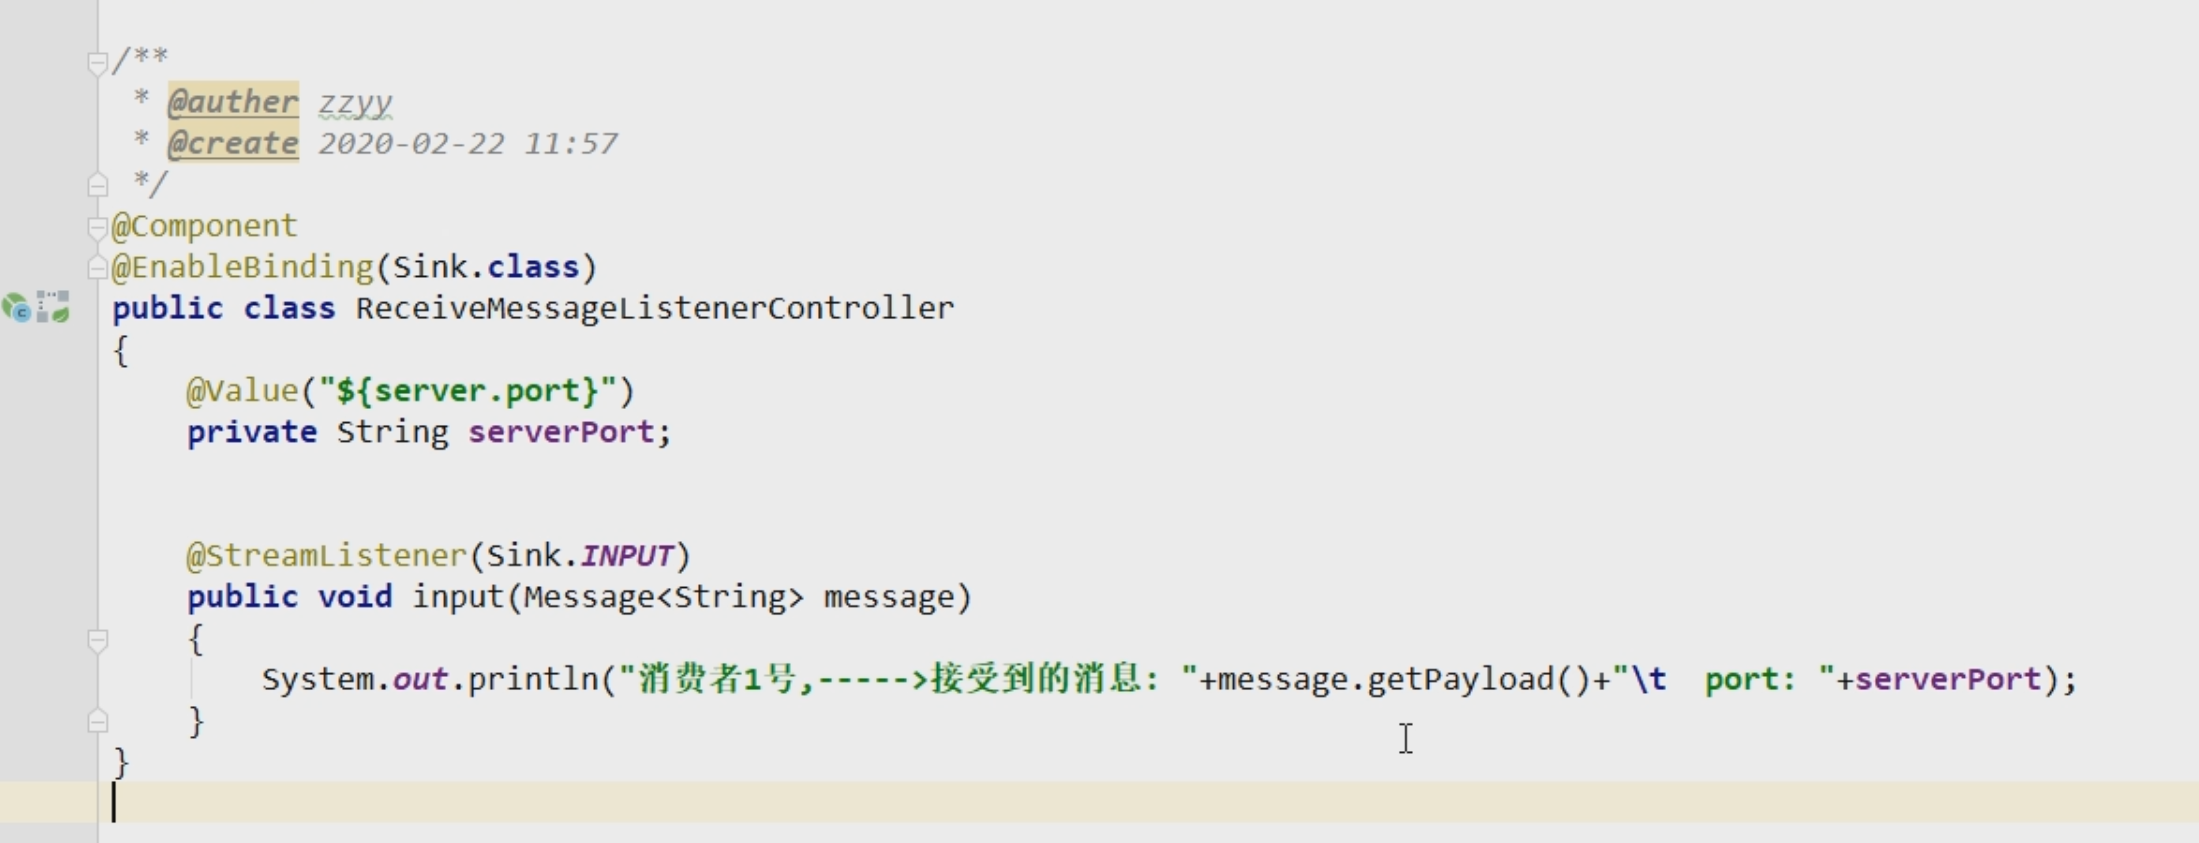 /**
 * @auther zzyy
 * @create 2020-02-22 11:57
 */
@Component
@EnableBinding(Sink.class)
public class ReceiveMessageListenerController
{
    @Value("${server.port}")
    private String serverPort;
    @StreamListener(Sink.INPUT)
    public void input(Message<String> message)
    {
        System.out.println("消费者1号,----->接受到的消息: "+message.getPayload()+"\t  port: "+serverPort);
    }
}